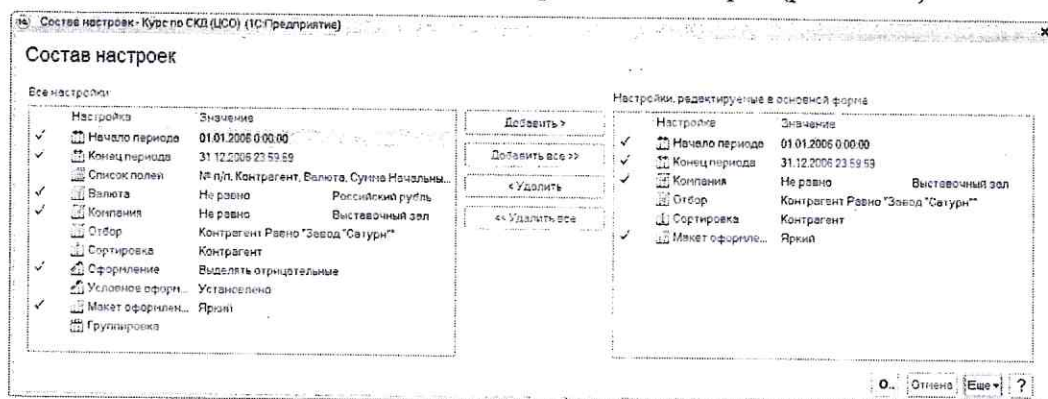 Состав настроек - Курс по СКД (ЦСО) (1С:Предприятие)
Состав настроек
Все настройки
Настройка Значение
Начало периода 01.01.2006 0:00:00
Конец периода 31.12.2006 23:59:59
Список полей № п/п, Контрагент, Валюта, Сумма Начальны...
Валюта Не равно Российский рубль
Компания Не равно Выставочный зал
Отбор Контрагент Равно "Завод "Сатурн""
Сортировка Контрагент
Оформление Выделять отрицательные
Условное оформ... Установлено
Макет оформлен... Яркий
Группировка
Добавить >
Добавить все >>
< Удалить
<< Удалить все
Настройки, редактируемые в основной форме
Настройка Значение
Начало периода 01.01.2006 0:00:00
Конец периода 31.12.2006 23:59:59
Компания Не равно Выставочный зал
Отбор Контрагент Равно "Завод "Сатурн""
Сортировка Контрагент
Макет оформле... Яркий
О.. Отмена Еще ?